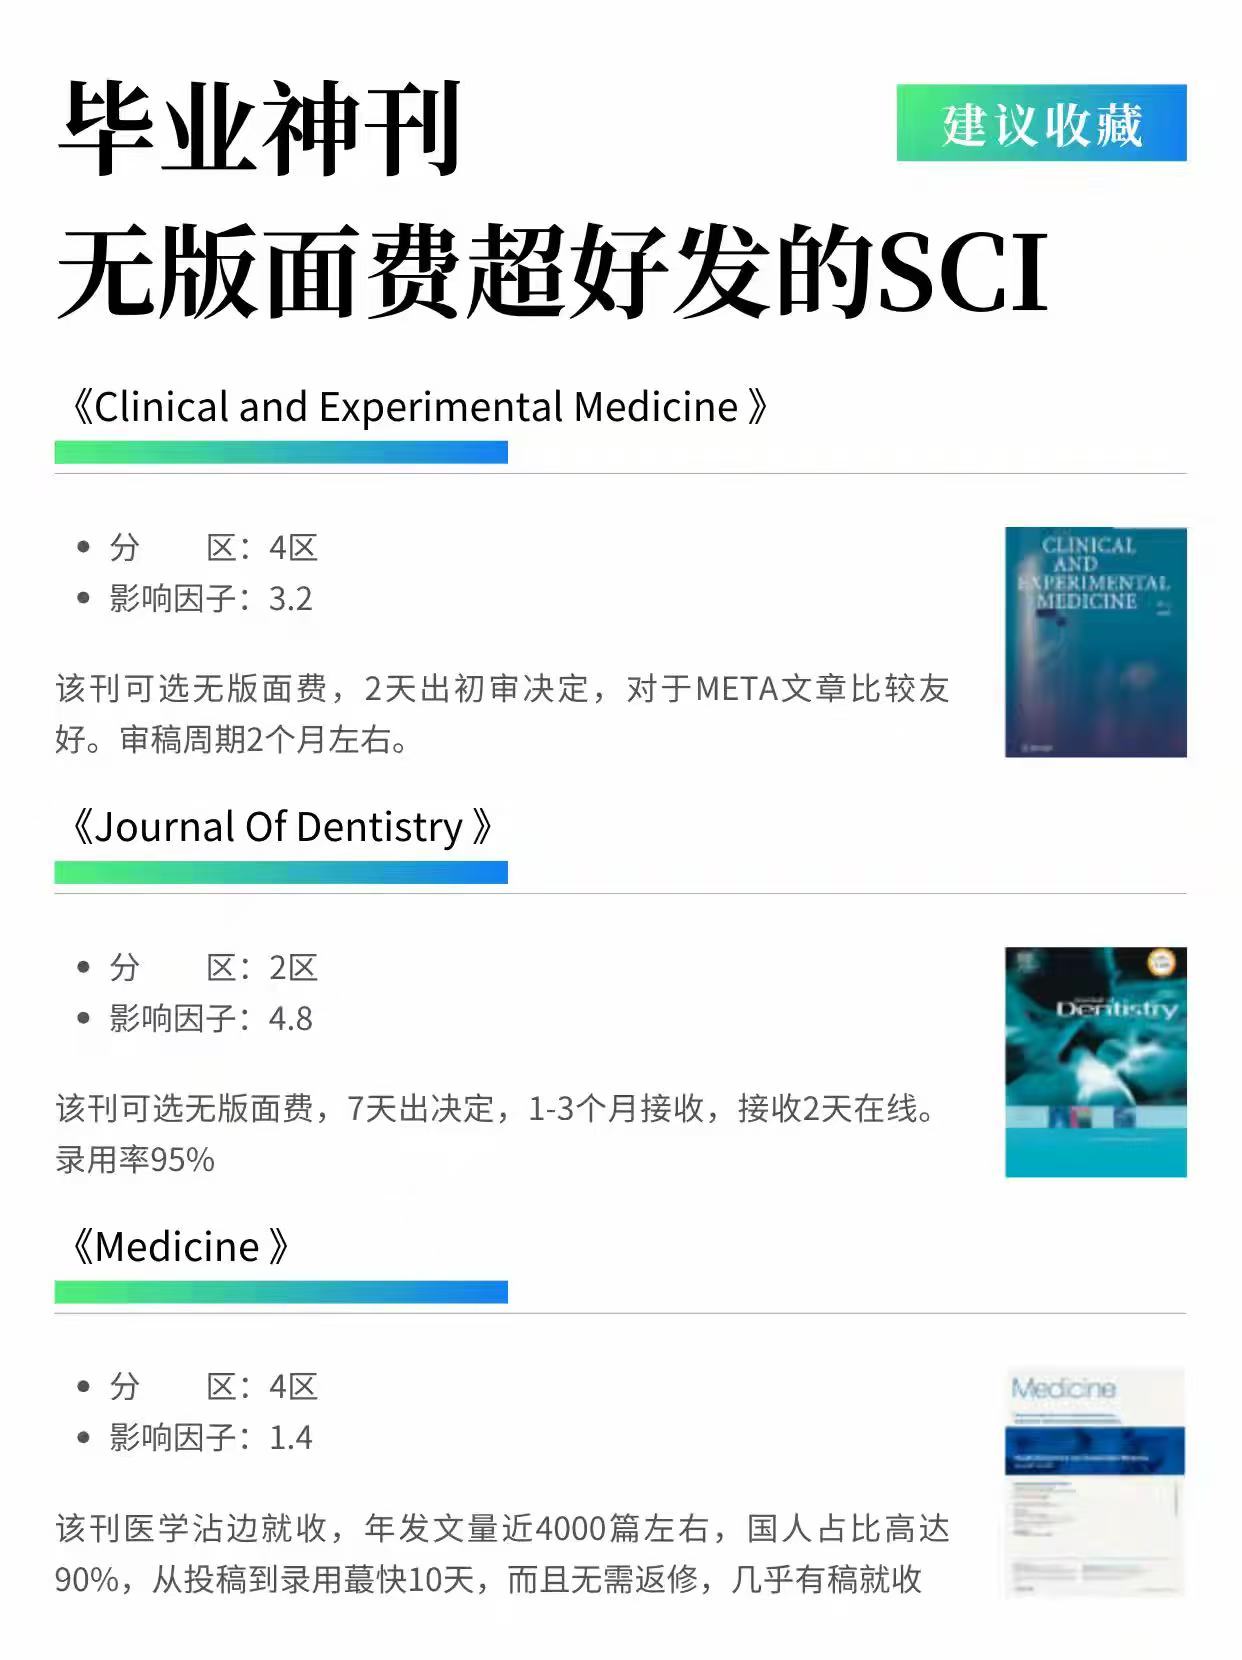 毕业神刊
建议收藏
无版面费超好发的SCI
《Clinical and Experimental Medicine 》
• 分　　区：4区
• 影响因子：3.2
CLINICAL
AND
EXPERIMENTAL
MEDICINE
该刊可选无版面费，2天出初审决定，对于META文章比较友
好。审稿周期2个月左右。
《Journal Of Dentistry 》
• 分　　区：2区
• 影响因子：4.8
Dentistry
该刊可选无版面费，7天出决定，1-3个月接收，接收2天在线。
录用率95%
《Medicine 》
• 分　　区：4区
• 影响因子：1.4
Medicine
该刊医学沾边就收，年发文量近4000篇左右，国人占比高达
90%，从投稿到录用蕞快10天，而且无需返修，几乎有稿就收